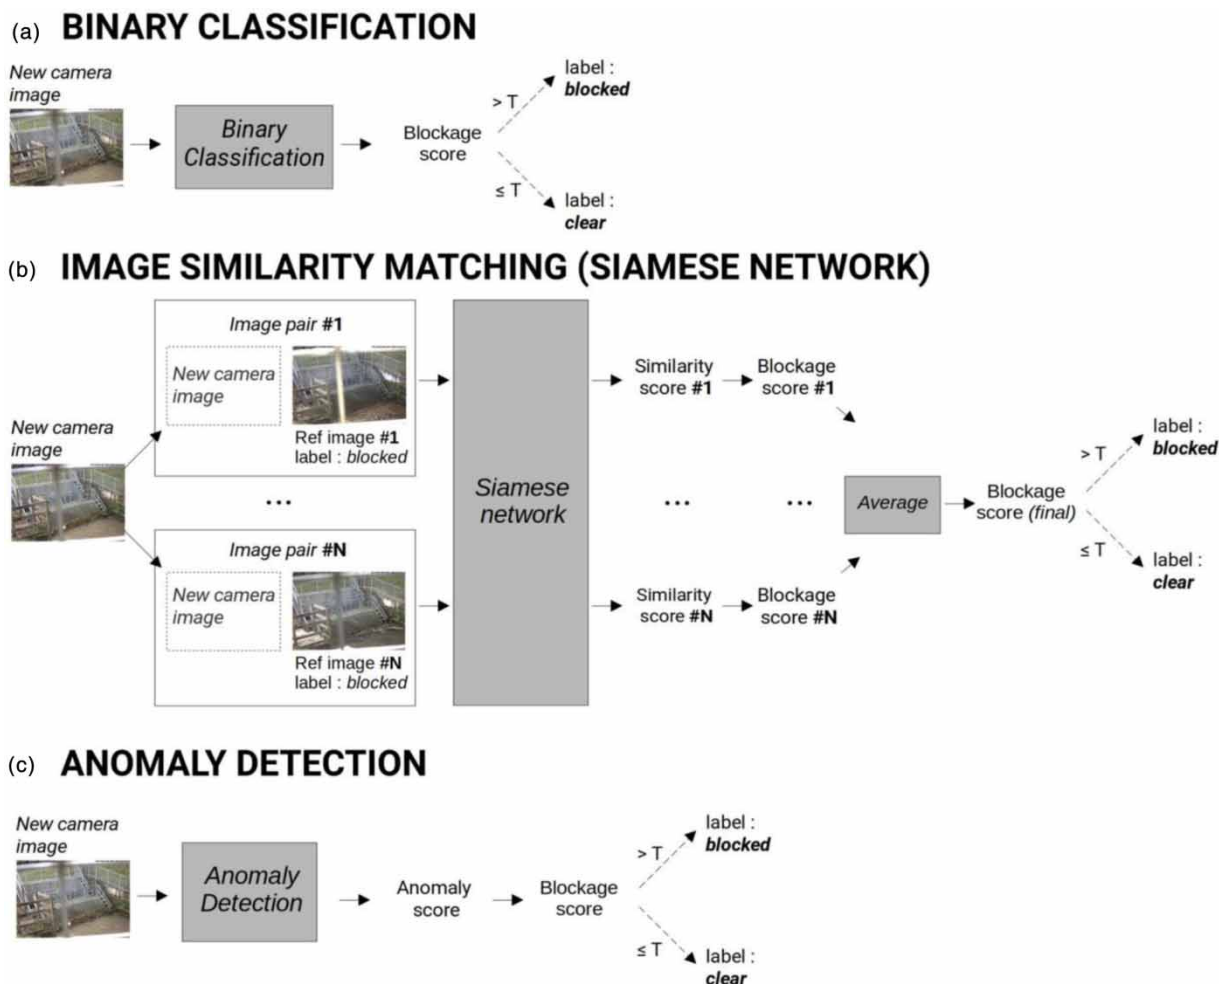 (a) BINARY CLASSIFICATION
New camera
image
Binary
Classification
Blockage
score
> T
≤ T
label :
blocked
label :
clear
(b) IMAGE SIMILARITY MATCHING (SIAMESE NETWORK)
New camera
image
Image pair #1
New camera
image
Ref image #1
label : blocked
...
Image pair #N
New camera
image
Ref image #N
label : blocked
Siamese
network
Similarity
score #1
Blockage
score #1
...
...
Similarity
score #N
Blockage
score #N
Average
Blockage
score (final)
> T
≤ T
label :
blocked
label :
clear
(c) ANOMALY DETECTION
New camera
image
Anomaly
Detection
Anomaly
score
Blockage
score
> T
≤ T
label :
blocked
label :
clear